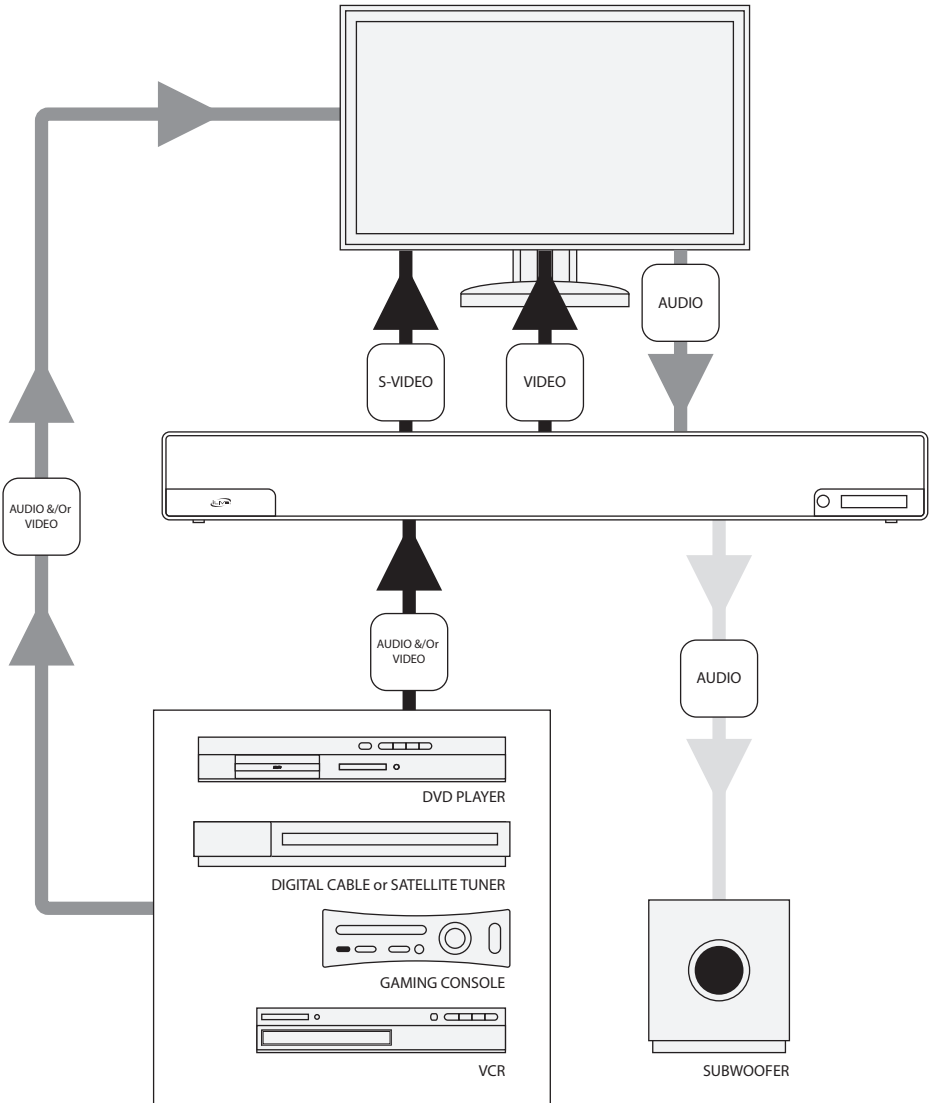 AUDIO
S-VIDEO
VIDEO
AUDIO &/Or
VIDEO
AUDIO &/Or
VIDEO
AUDIO
DVD PLAYER
DIGITAL CABLE or SATELLITE TUNER
GAMING CONSOLE
VCR
SUBWOOFER